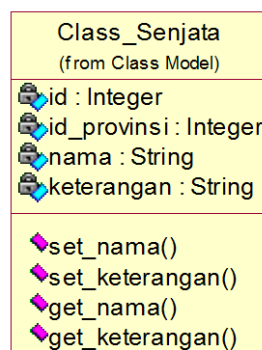 Class_Senjata
(from Class Model)
id : Integer
id_provinsi : Integer
nama : String
keterangan : String
set_nama()
set_keterangan()
get_nama()
get_keterangan()